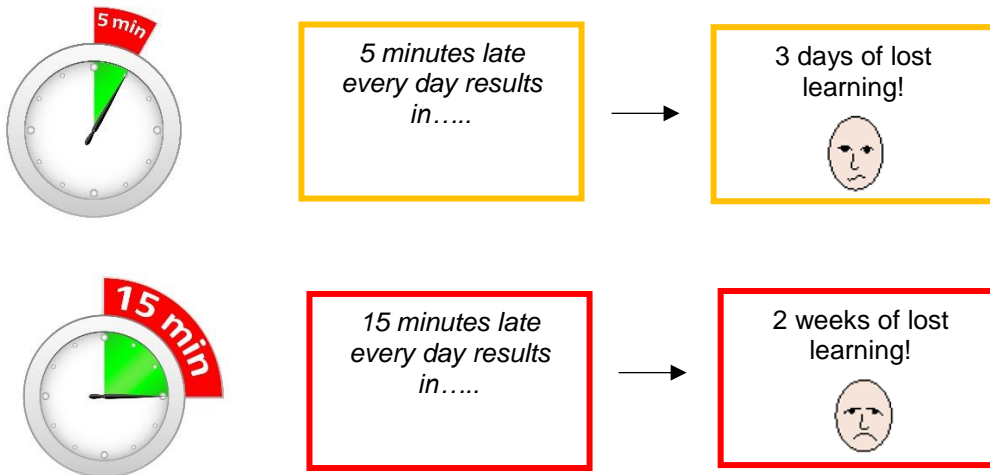 5 min
5 minutes late
every day results
in…..
3 days of lost
learning!
15 min
15 minutes late
every day results
in…..
2 weeks of lost
learning!